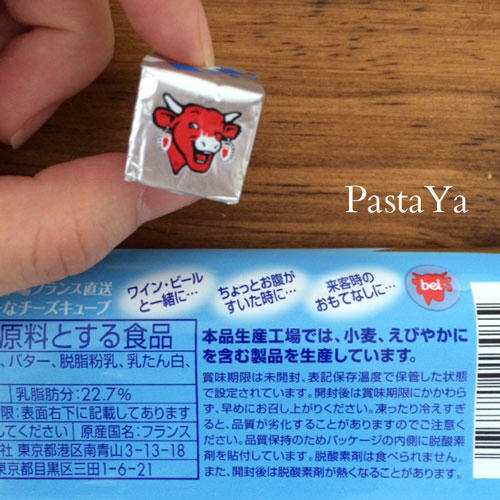 PastaYa
フランス直送
なチーズキューブ
ワイン・ビール
と一緒に…
ちょっとお腹が
すいた時に…
来客時の
おもてなしに…
bel
原料とする食品
、バター、脱脂粉乳、乳たん白、
乳脂肪分:22.7%
限:表面右下に記載してあります
してください 原産国名:フランス
社 東京都港区南青山3-13-18
東京都目黒区三田1-6-21
本品生産工場では、小麦、えびやかに
を含む製品を生産しています。
賞味期限は未開封、表記保存温度で保管した状態
で設定されています。開封後は賞味期限にかかわら
ず、早めにお召し上がりください。凍ったり冷えすぎ
ると、品質が劣化することがありますのでご注意
ください。品質保持のためパッケージの内側に脱酸素
剤を貼付しています。脱酸素剤は食べられません。
また、開封後は脱酸素剤が熱くなることがあります。